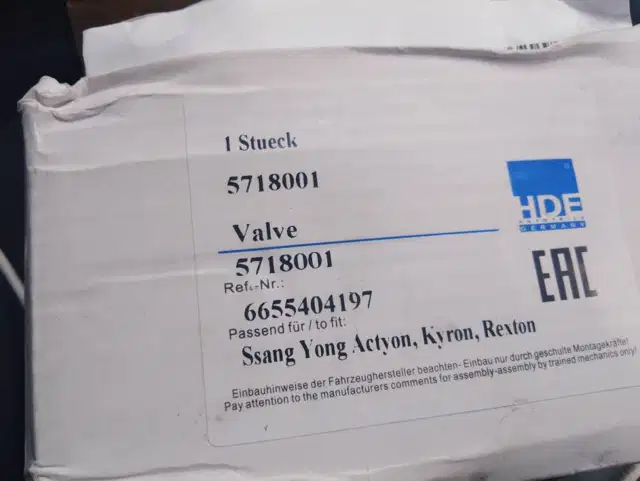 1 Stueck
5718001
Valve
5718001
Ref.-Nr.:
6655404197
Passend für / to fit:
Ssang Yong Actyon, Kyron, Rexton
Einbauhinweise der Fahrzeughersteller beachten- Einbau nur durch geschulte Montagekräfte!
Pay attention to the manufacturers comments for assembly-assembly by trained mechanics only!
HDE
GERMANY
EAC